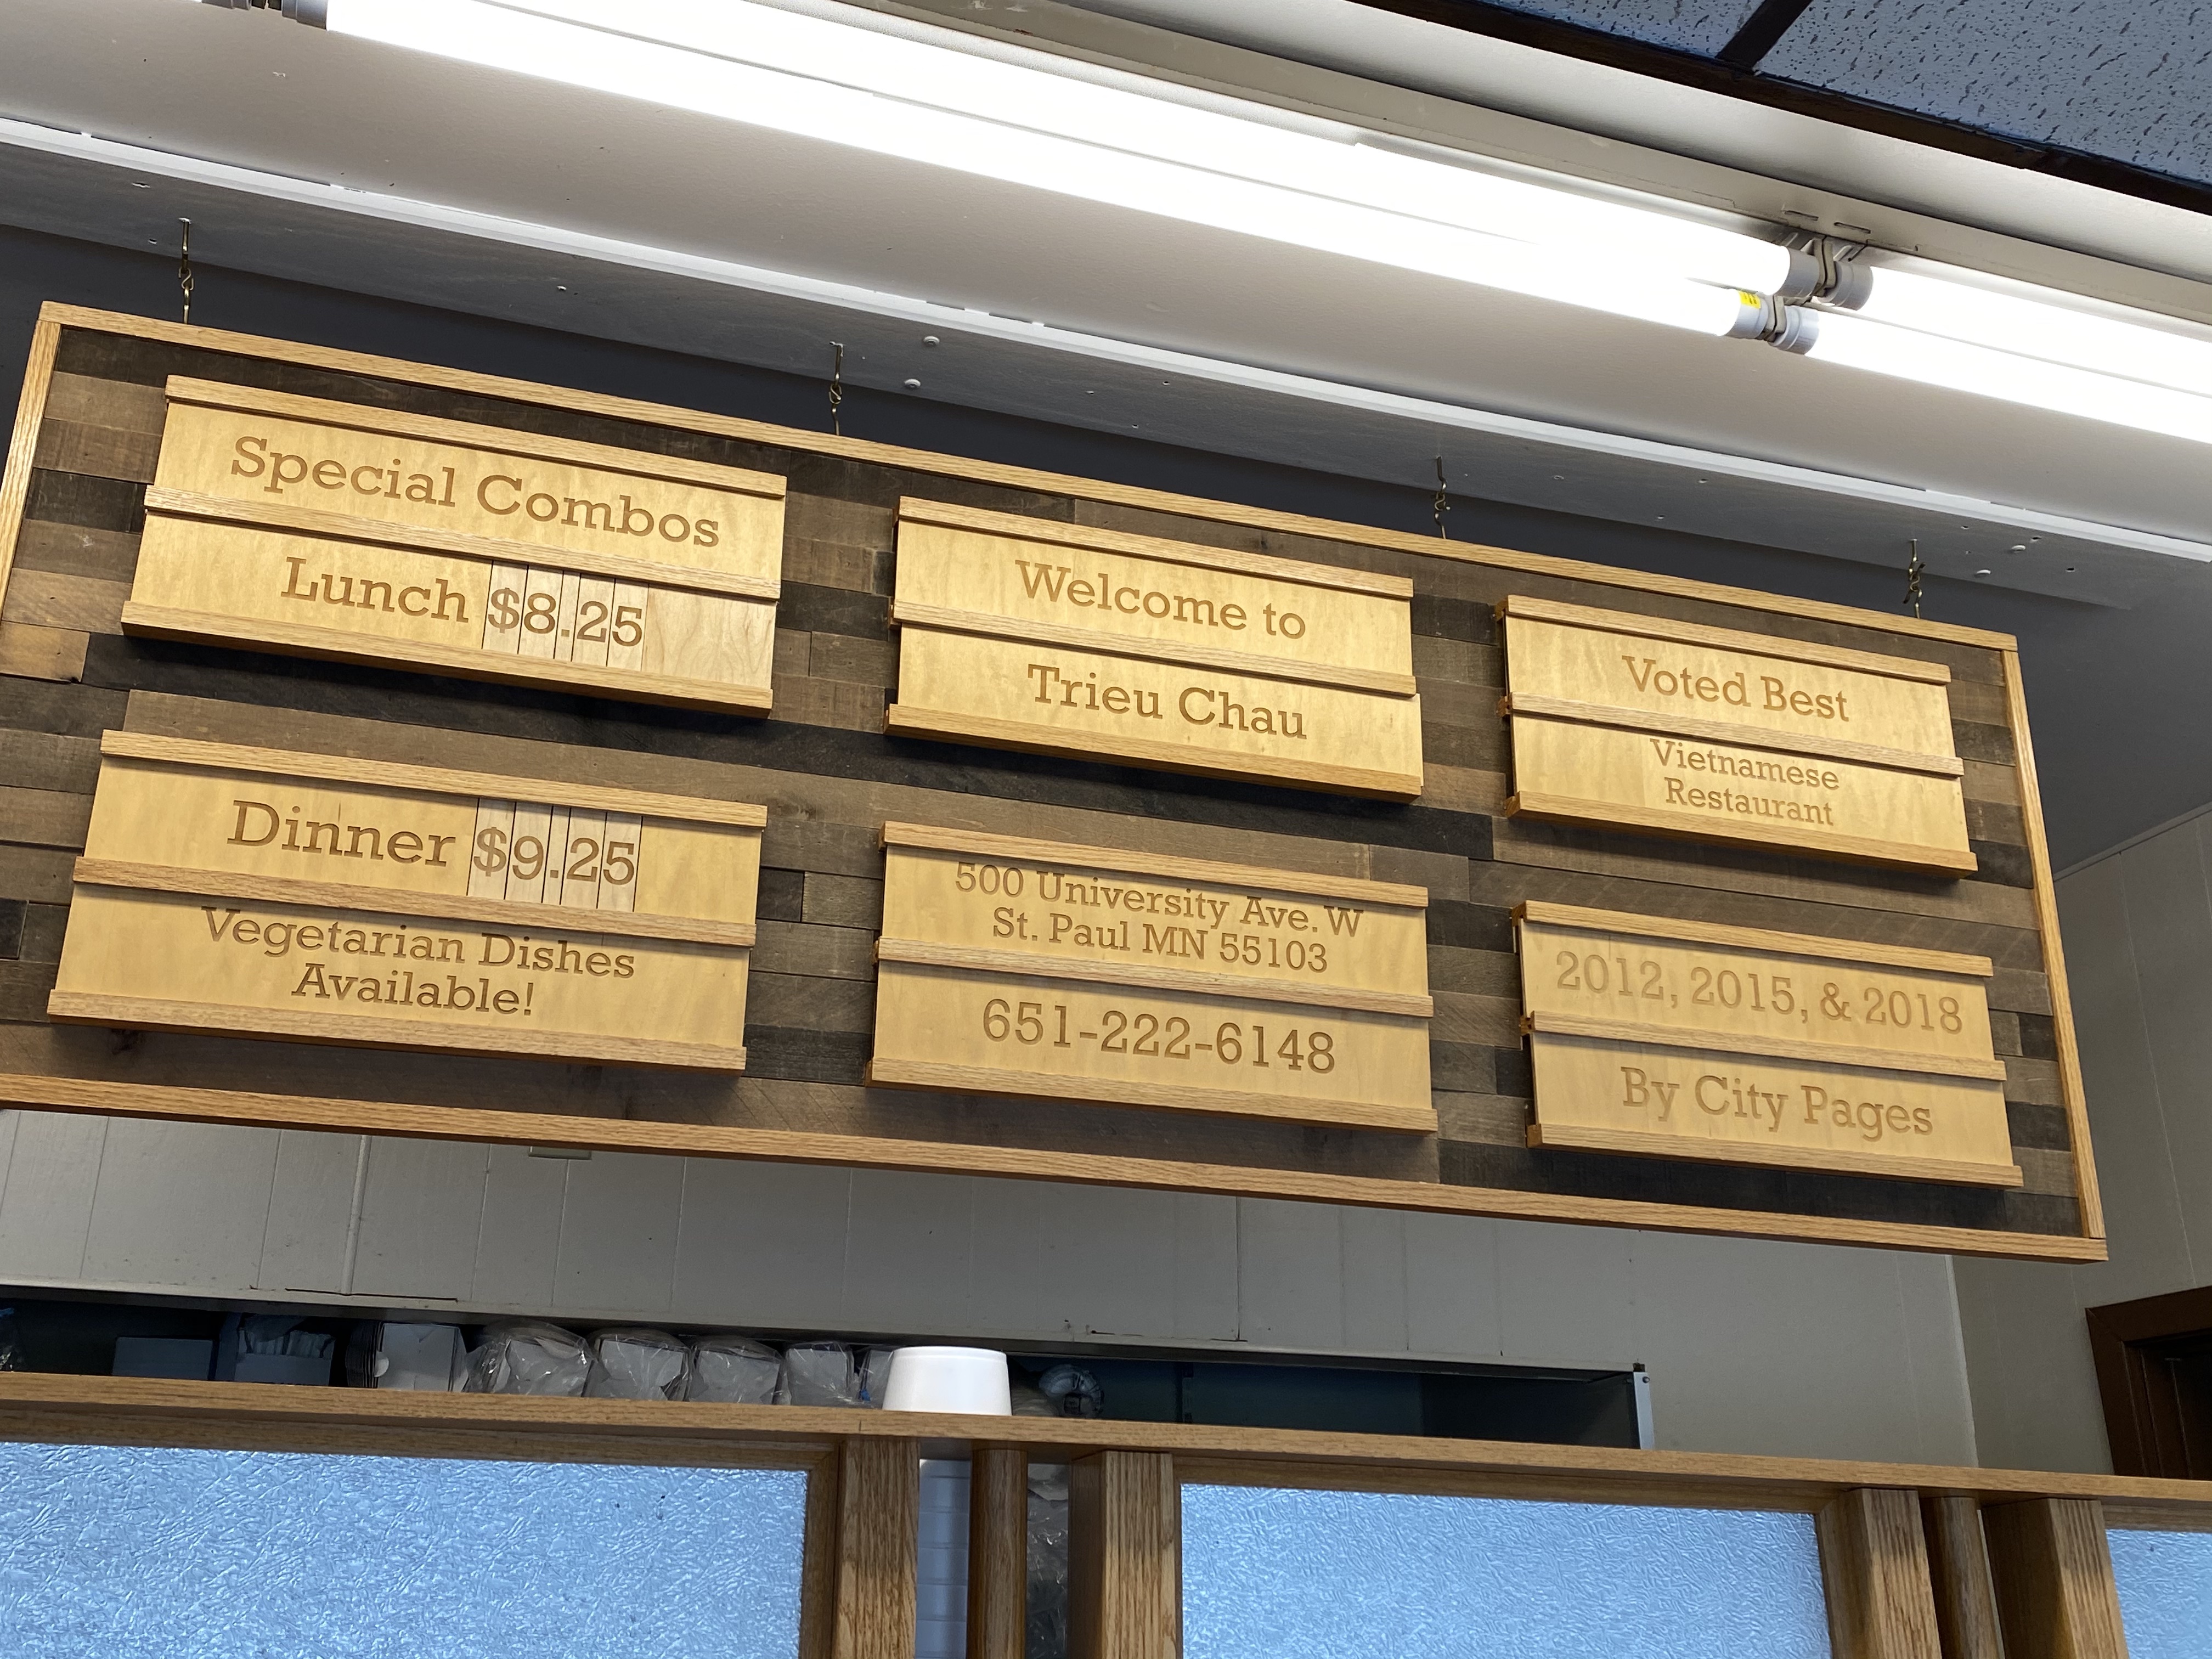 Special Combos
Lunch $8.25
Dinner $9.25
Vegetarian Dishes
Available!
Welcome to
Trieu Chau
500 University Ave. W
St. Paul MN 55103
651-222-6148
Voted Best
Vietnamese
Restaurant
2012, 2015, & 2018
By City Pages